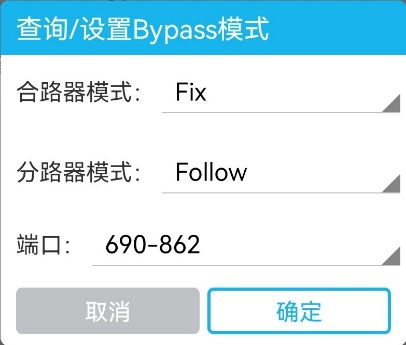 查询/设置Bypass模式
合路器模式： Fix
分路器模式： Follow
端口： 690-862
取消 确定